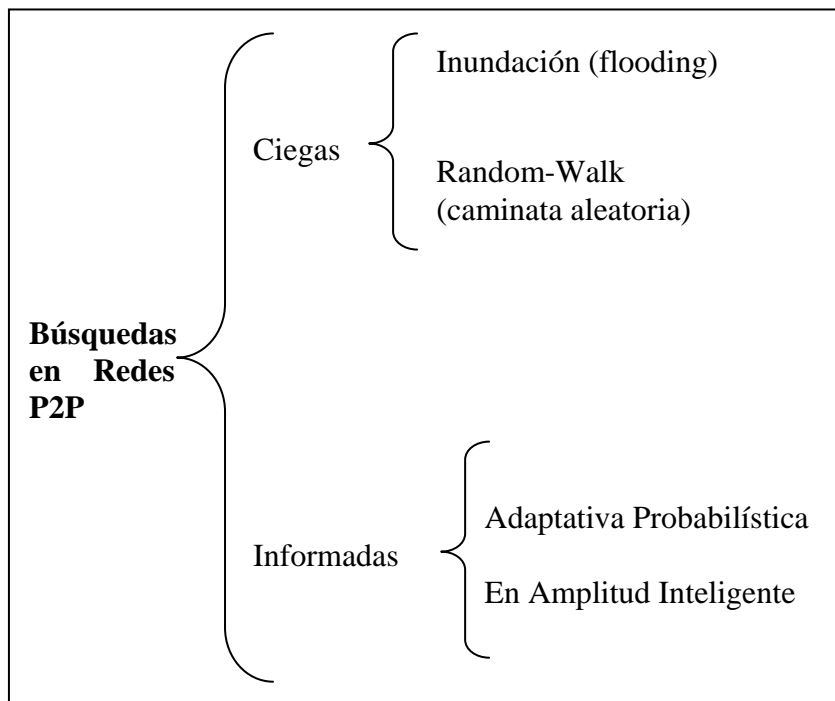 Búsquedas
en Redes
P2P
Ciegas
Inundación (flooding)
Random-Walk
(caminata aleatoria)
Informadas
Adaptativa Probabilística
En Amplitud Inteligente